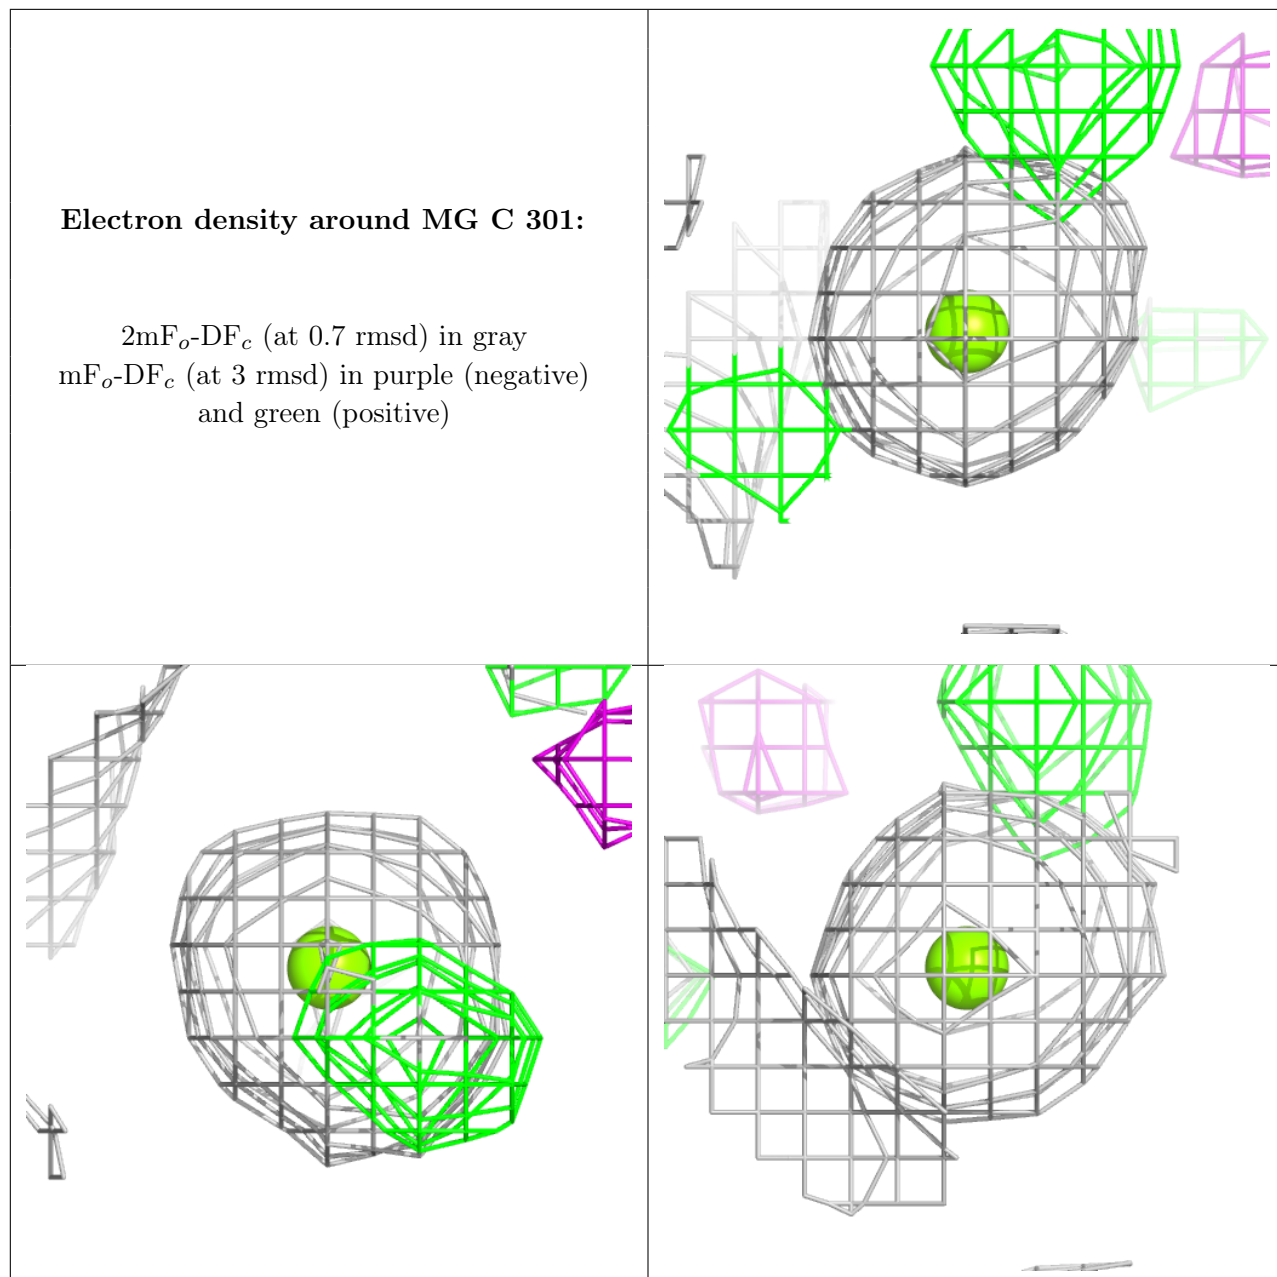 Electron density around MG C 301:
2mFo-DFc (at 0.7 rmsd) in gray
mFo-DFc (at 3 rmsd) in purple (negative)
and green (positive)